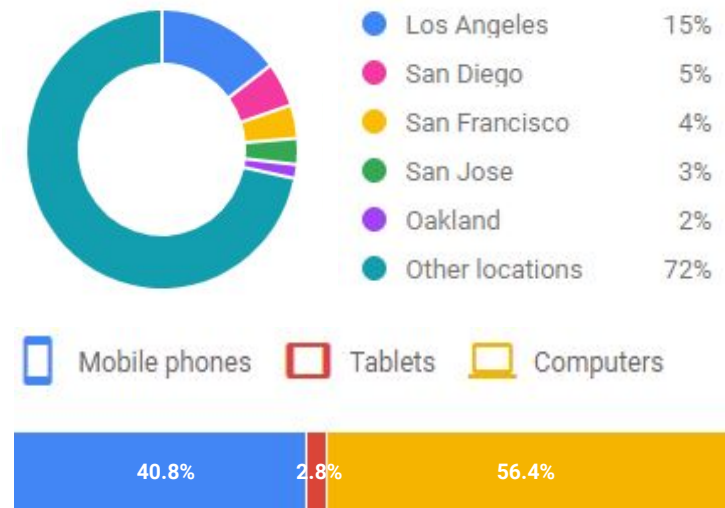 Los Angeles 15%
San Diego 5%
San Francisco 4%
San Jose 3%
Oakland 2%
Other locations 72%
Mobile phones Tablets Computers
40.8% 2.8% 56.4%